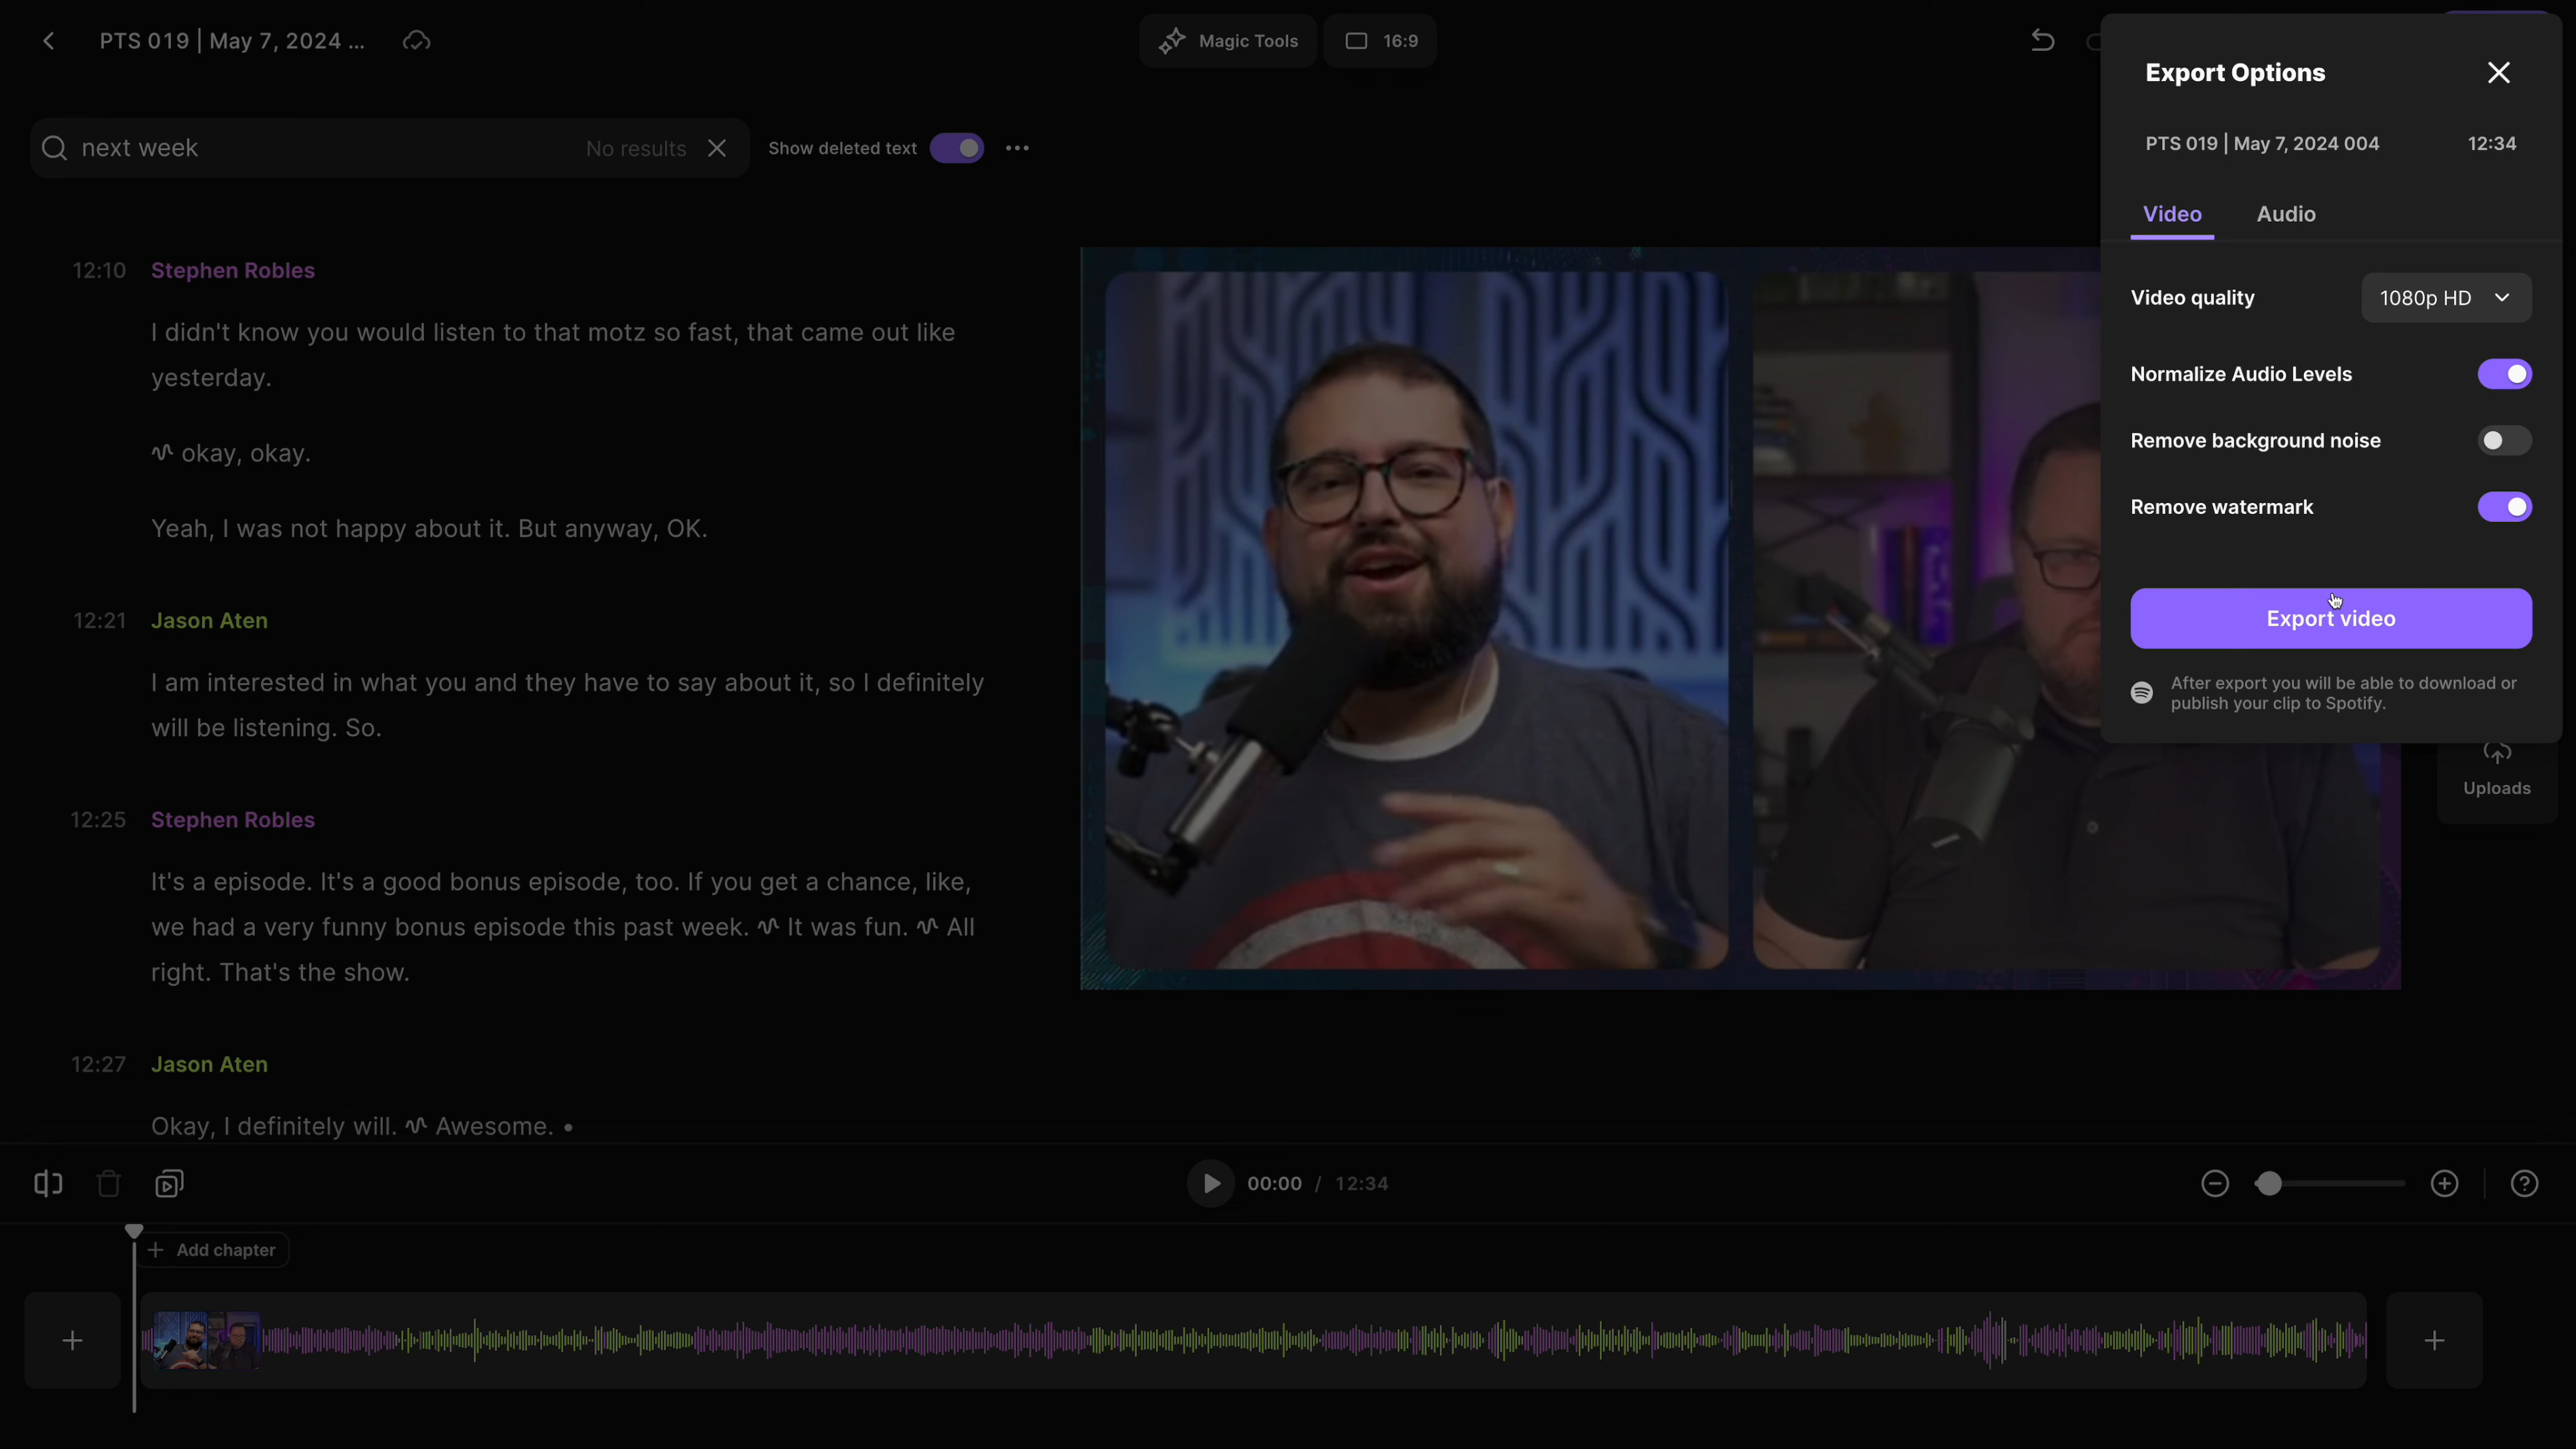 PTS 019 | May 7, 2024 ...
Magic Tools
16:9
next week
No results
Show deleted text
12:10 Stephen Robles
I didn't know you would listen to that motz so fast, that came out like
yesterday.
okay, okay.
Yeah, I was not happy about it. But anyway, OK.
12:21 Jason Aten
I am interested in what you and they have to say about it, so I definitely
will be listening. So.
12:25 Stephen Robles
It's a episode. It's a good bonus episode, too. If you get a chance, like,
we had a very funny bonus episode this past week. It was fun. All
right. That's the show.
12:27 Jason Aten
Okay, I definitely will. Awesome. •
Export Options
PTS 019 | May 7, 2024 004 12:34
Video Audio
Video quality 1080p HD
Normalize Audio Levels
Remove background noise
Remove watermark
Export video
After export you will be able to download or
publish your clip to Spotify.
Uploads
00:00 / 12:34
+ Add chapter